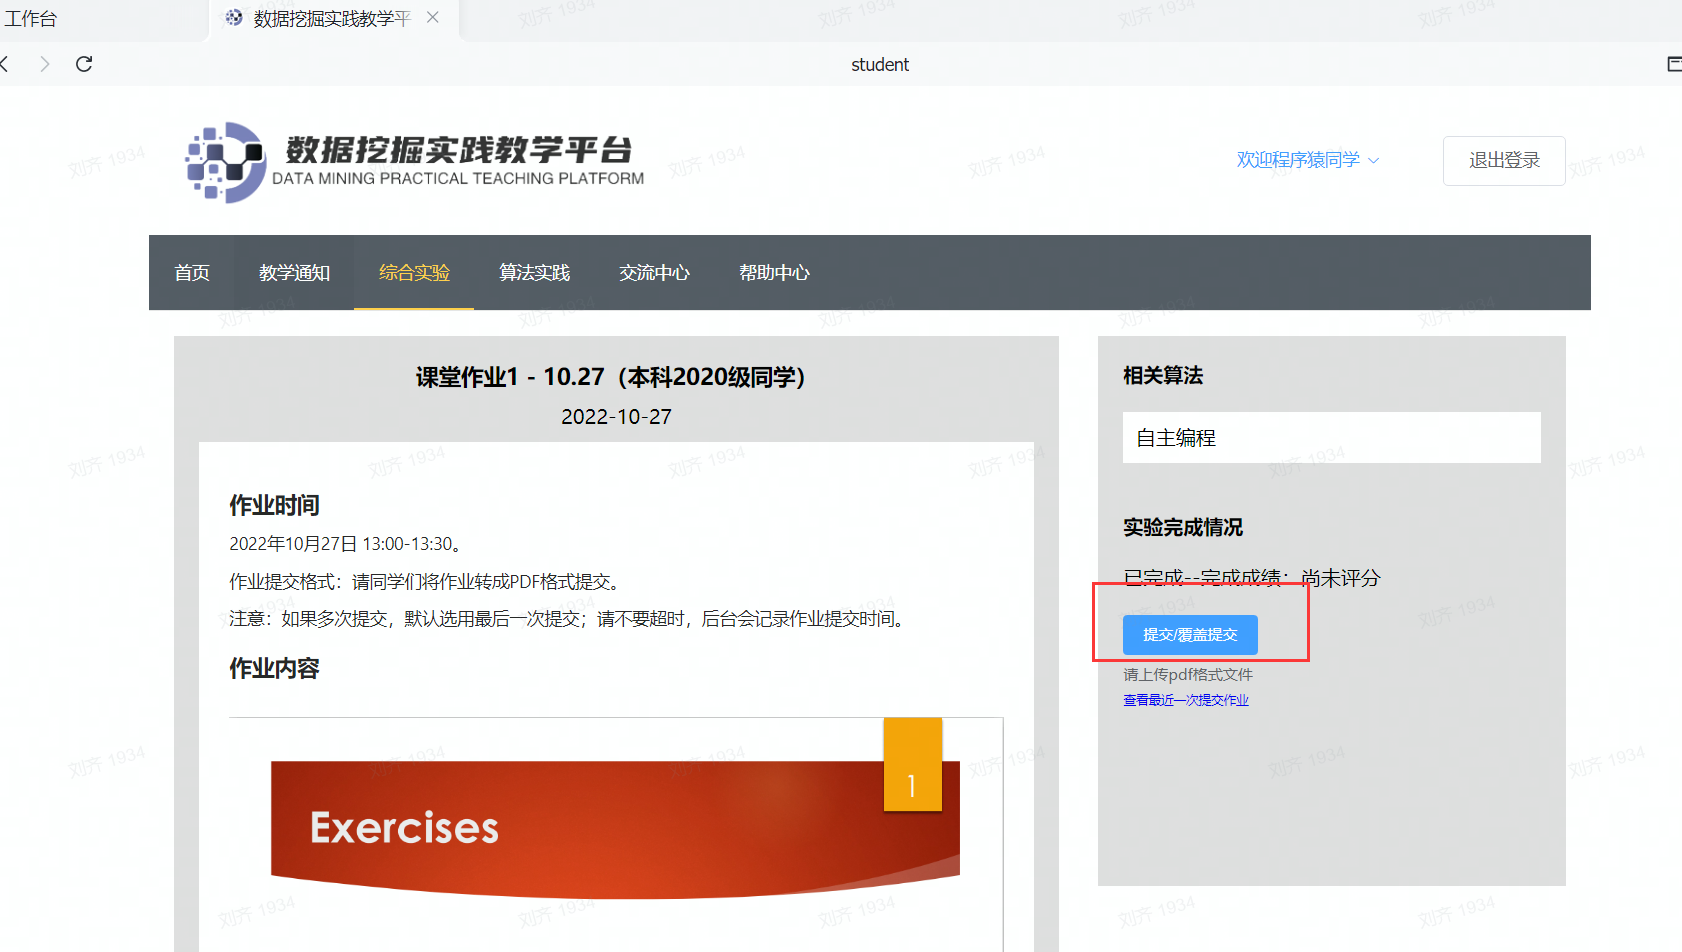 工作台
数据挖掘实践教学平
student
数据挖掘实践教学平台
DATA MINING PRACTICAL TEACHING PLATFORM
欢迎程序猿同学
退出登录
首页 教学通知 综合实验 算法实践 交流中心 帮助中心
课堂作业1 - 10.27（本科2020级同学）
2022-10-27
作业时间
2022年10月27日 13:00-13:30。
作业提交格式：请同学们将作业转成PDF格式提交。
注意：如果多次提交，默认选用最后一次提交；请不要超时，后台会记录作业提交时间。
作业内容
1
Exercises
相关算法
自主编程
实验完成情况
已完成--完成成绩：尚未评分
提交/覆盖提交
请上传pdf格式文件
查看最近一次提交作业
刘齐 1934